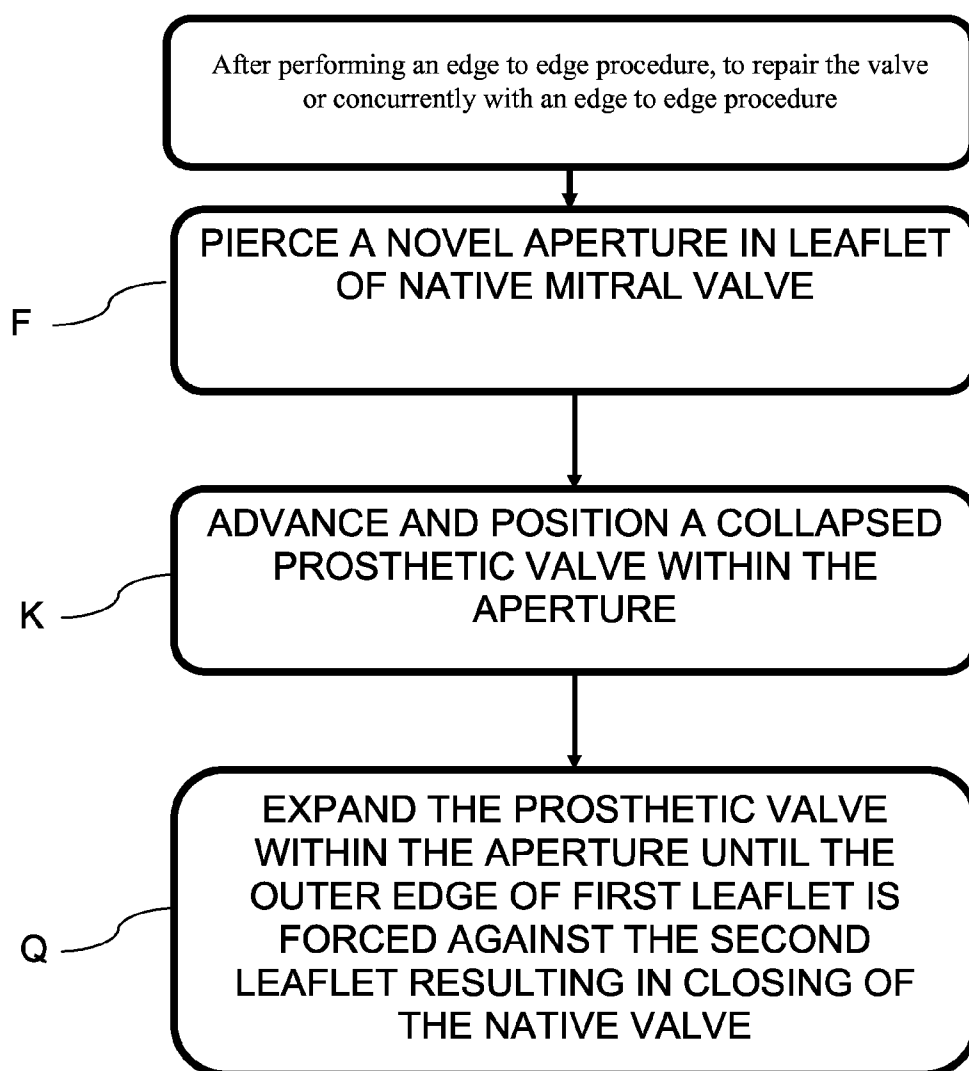 After performing an edge to edge procedure, to repair the valve
or concurrently with an edge to edge procedure
PIERCE A NOVEL APERTURE IN LEAFLET
OF NATIVE MITRAL VALVE
F
ADVANCE AND POSITION A COLLAPSED
PROSTHETIC VALVE WITHIN THE
APERTURE
K
EXPAND THE PROSTHETIC VALVE
WITHIN THE APERTURE UNTIL THE
OUTER EDGE OF FIRST LEAFLET IS
FORCED AGAINST THE SECOND
LEAFLET RESULTING IN CLOSING OF
THE NATIVE VALVE
Q